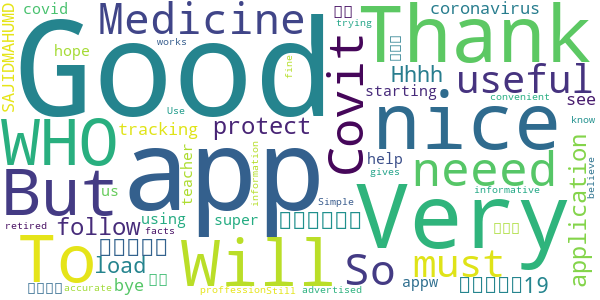 covid
hope
SAJIDMAHUMD
Good
Medicine
works
trying
coronavirus
Thank
Hhhh
starting
useful
see
convenient
Use
fine
WHO
tracking
protect
Covit
nice
know
But
us
teacher
information
app
help
neeed
application
believe
gives
informative
retired
follow
using
super
Simple
Very
facts
To
load
Will
So
appw
must
19
accurate
bye
proffession
Still
advertised